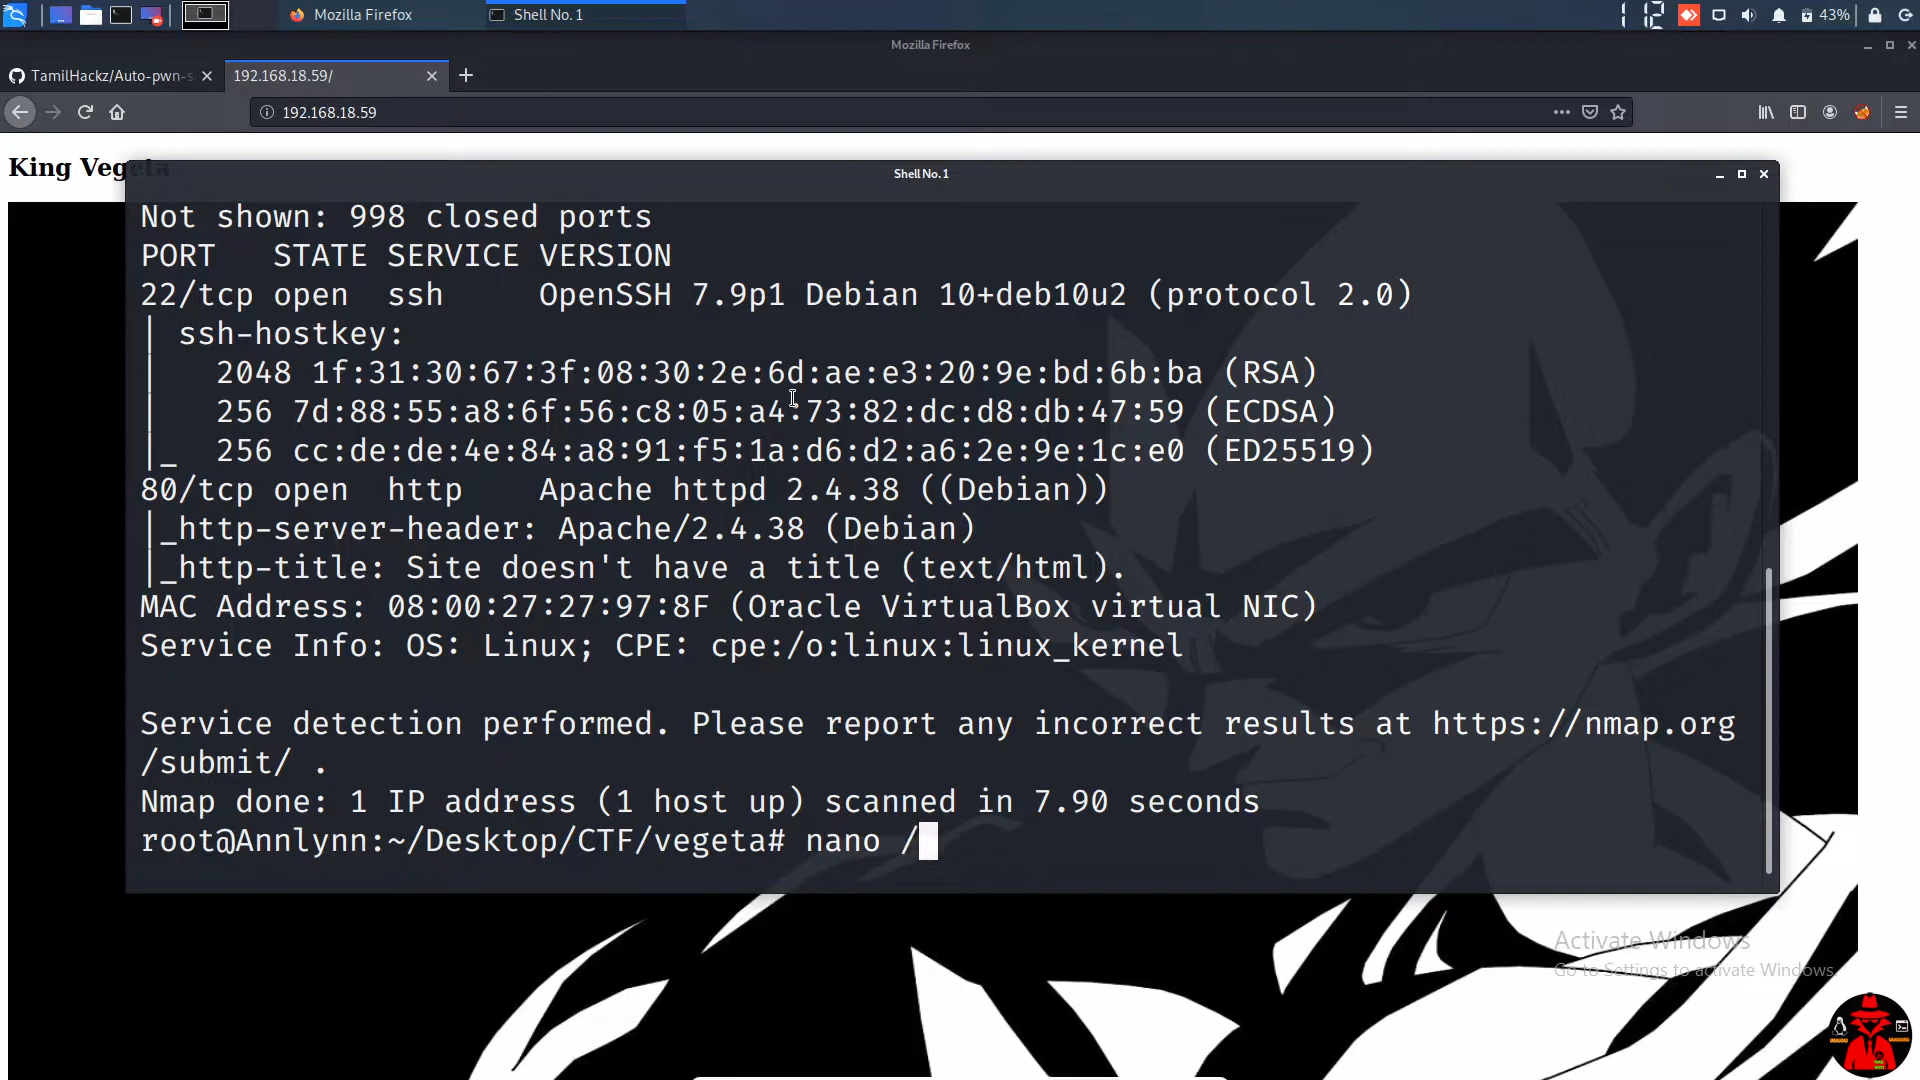 Mozilla Firefox
Shell No. 1
43%
Mozilla Firefox
TamilHackz/Auto-pwn-s
192.168.18.59/
192.168.18.59
King Vegeta
Shell No. 1
Not shown: 998 closed ports
PORT   STATE SERVICE VERSION
22/tcp open  ssh     OpenSSH 7.9p1 Debian 10+deb10u2 (protocol 2.0)
| ssh-hostkey:
|   2048 1f:31:30:67:3f:08:30:2e:6d:ae:e3:20:9e:bd:6b:ba (RSA)
|   256 7d:88:55:a8:6f:56:c8:05:a4:73:82:dc:d8:db:47:59 (ECDSA)
|_  256 cc:de:de:4e:84:a8:91:f5:1a:d6:d2:a6:2e:9e:1c:e0 (ED25519)
80/tcp open  http    Apache httpd 2.4.38 ((Debian))
|_http-server-header: Apache/2.4.38 (Debian)
|_http-title: Site doesn't have a title (text/html).
MAC Address: 08:00:27:27:97:8F (Oracle VirtualBox virtual NIC)
Service Info: OS: Linux; CPE: cpe:/o:linux:linux_kernel
Service detection performed. Please report any incorrect results at https://nmap.org
/submit/ .
Nmap done: 1 IP address (1 host up) scanned in 7.90 seconds
root@Annlynn:~/Desktop/CTF/vegeta# nano /
Activate Windows
Go to Settings to activate Windows.